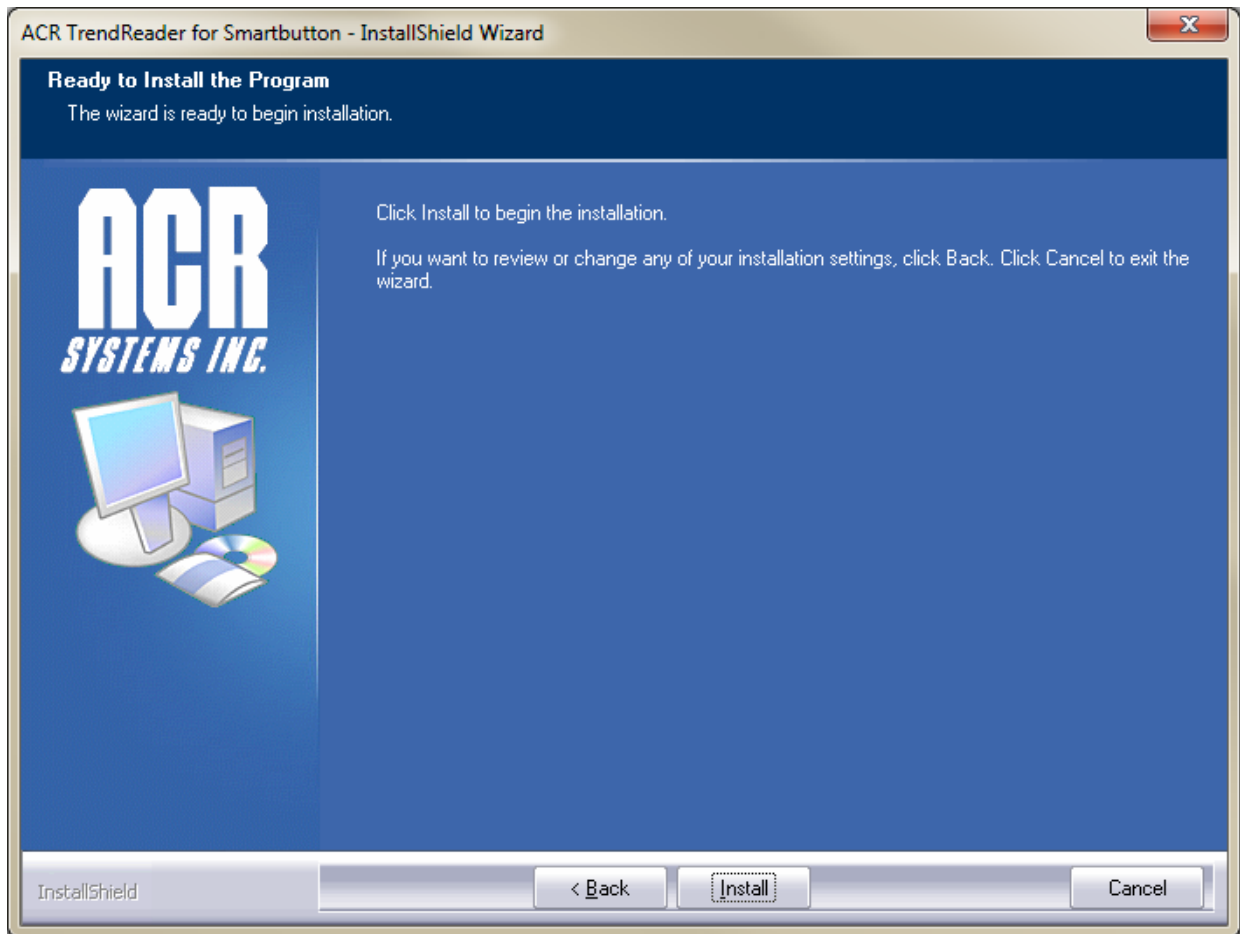 ACR TrendReader for Smartbutton - InstallShield Wizard
X
Ready to Install the Program
The wizard is ready to begin installation.
ACR
SYSTEMS INC.
Click Install to begin the installation.
If you want to review or change any of your installation settings, click Back. Click Cancel to exit the
wizard.
InstallShield
< Back
Install
Cancel